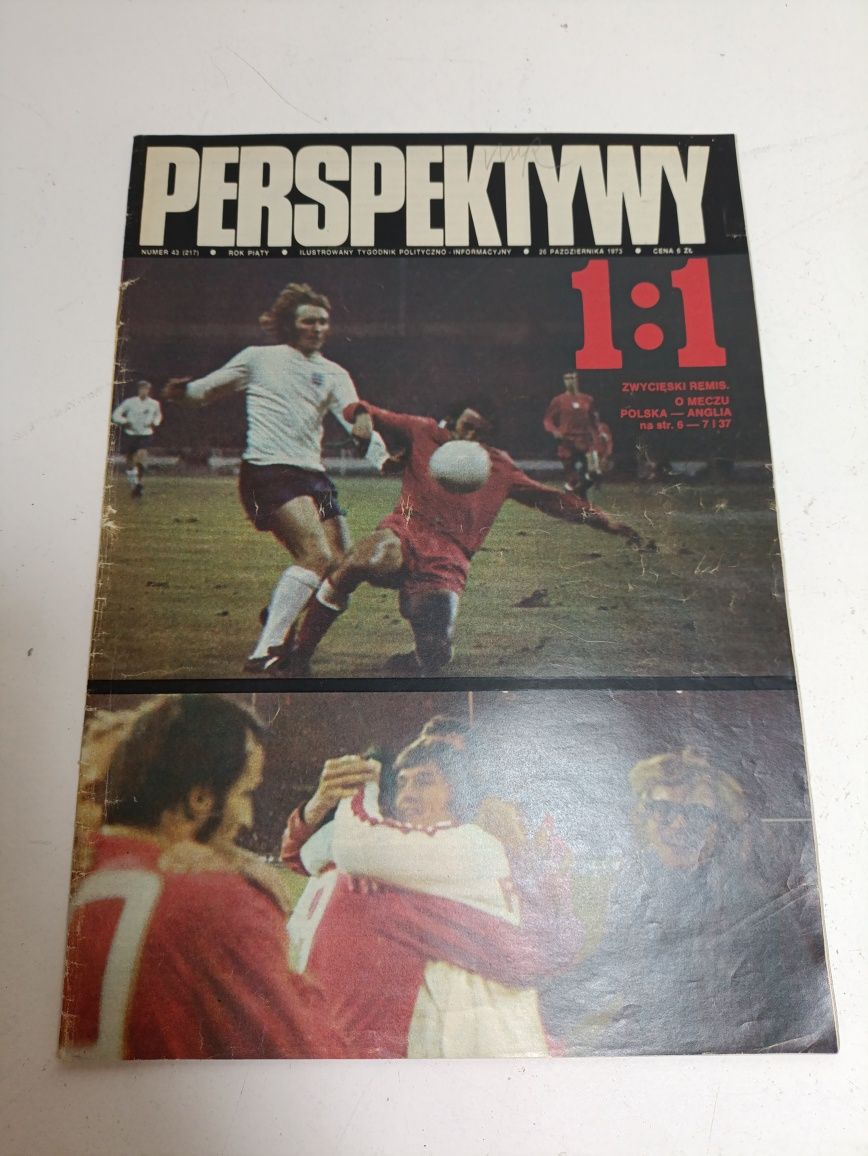 PERSPEKTYWY
NUMER 43 (217) ● ROK PIĄTY ● ILUSTROWANY TYGODNIK POLITYCZNO - INFORMACYJNY ● 26 PAŹDZIERNIKA 1973 ● CENA 6 ZŁ
1:1
ZWYCIĘSKI REMIS.
O MECZU
POLSKA — ANGLIA
na str. 6 — 7 i 37
7